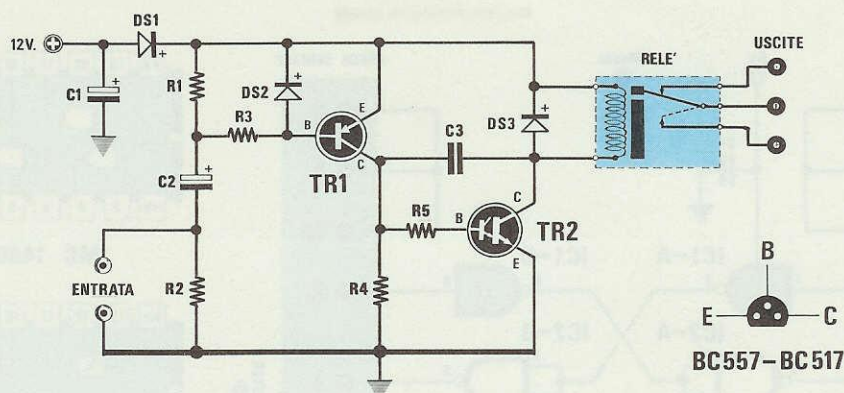 DS1
12V.
C1
R1
DS2
R3
B
E
C
TR1
C2
C3
DS3
RELE'
USCITE
R5
B
C
E
TR2
ENTRATA
R2
R4
B
E
C
BC557-BC517